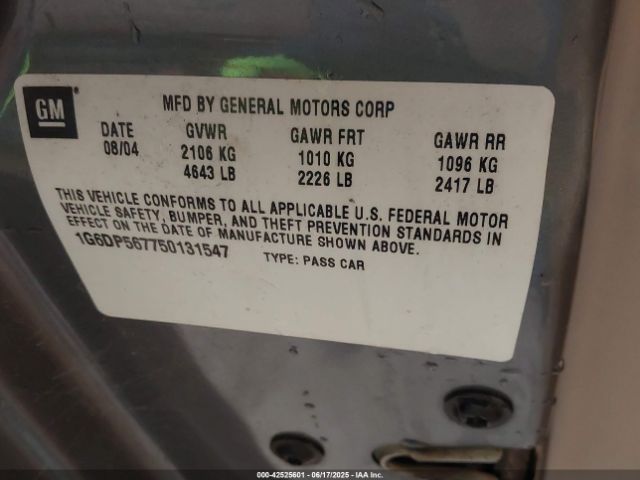 GM
MFD BY GENERAL MOTORS CORP
DATE GVWR GAWR FRT GAWR RR
08/04 2106 KG 1010 KG 1096 KG
4643 LB 2226 LB 2417 LB
THIS VEHICLE CONFORMS TO ALL APPLICABLE U.S. FEDERAL MOTOR
VEHICLE SAFETY, BUMPER, AND THEFT PREVENTION STANDARDS IN
EFFECT ON THE DATE OF MANUFACTURE SHOWN ABOVE.
1G6DP567750131547 TYPE: PASS CAR
000-42525601 - 06/17/2025 - IAA, Inc.